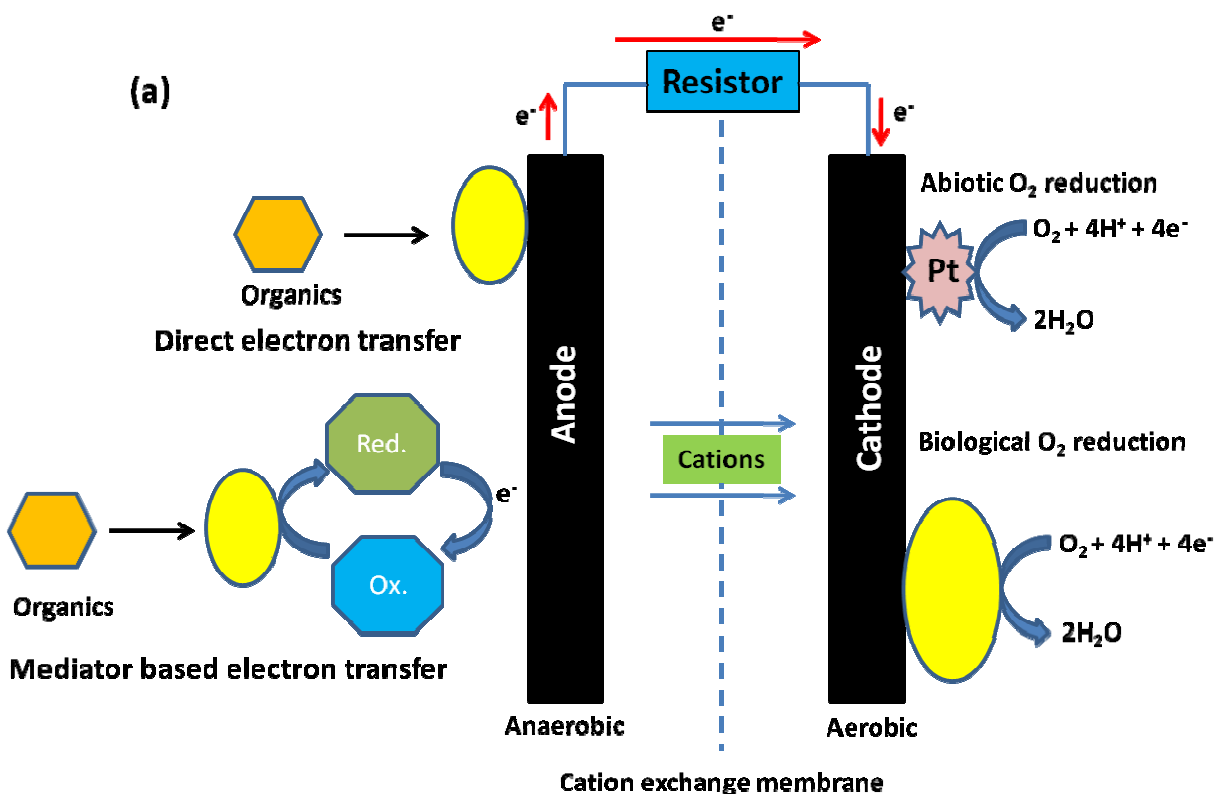 (a)
e-
Resistor
e-
e-
Abiotic O₂ reduction
O₂ + 4H⁺ + 4e⁻
Pt
2H₂O
Organics
Direct electron transfer
Anode
Cathode
Red.
e-
Ox.
Organics
Mediator based electron transfer
Cations
Biological O₂ reduction
O₂ + 4H⁺ + 4e⁻
2H₂O
Anaerobic
Aerobic
Cation exchange membrane